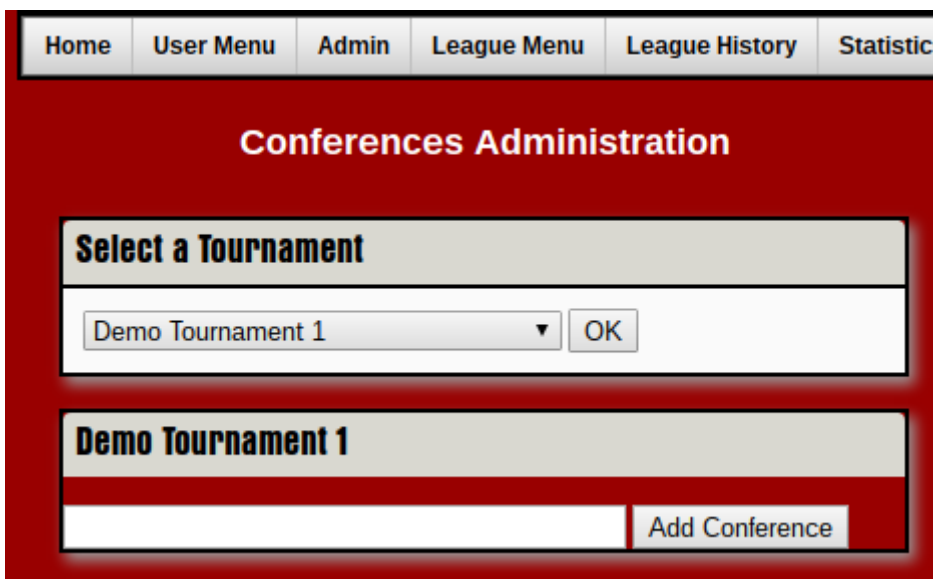 Home User Menu Admin League Menu League History Statistic
Conferences Administration
Select a Tournament
Demo Tournament 1 OK
Demo Tournament 1
Add Conference